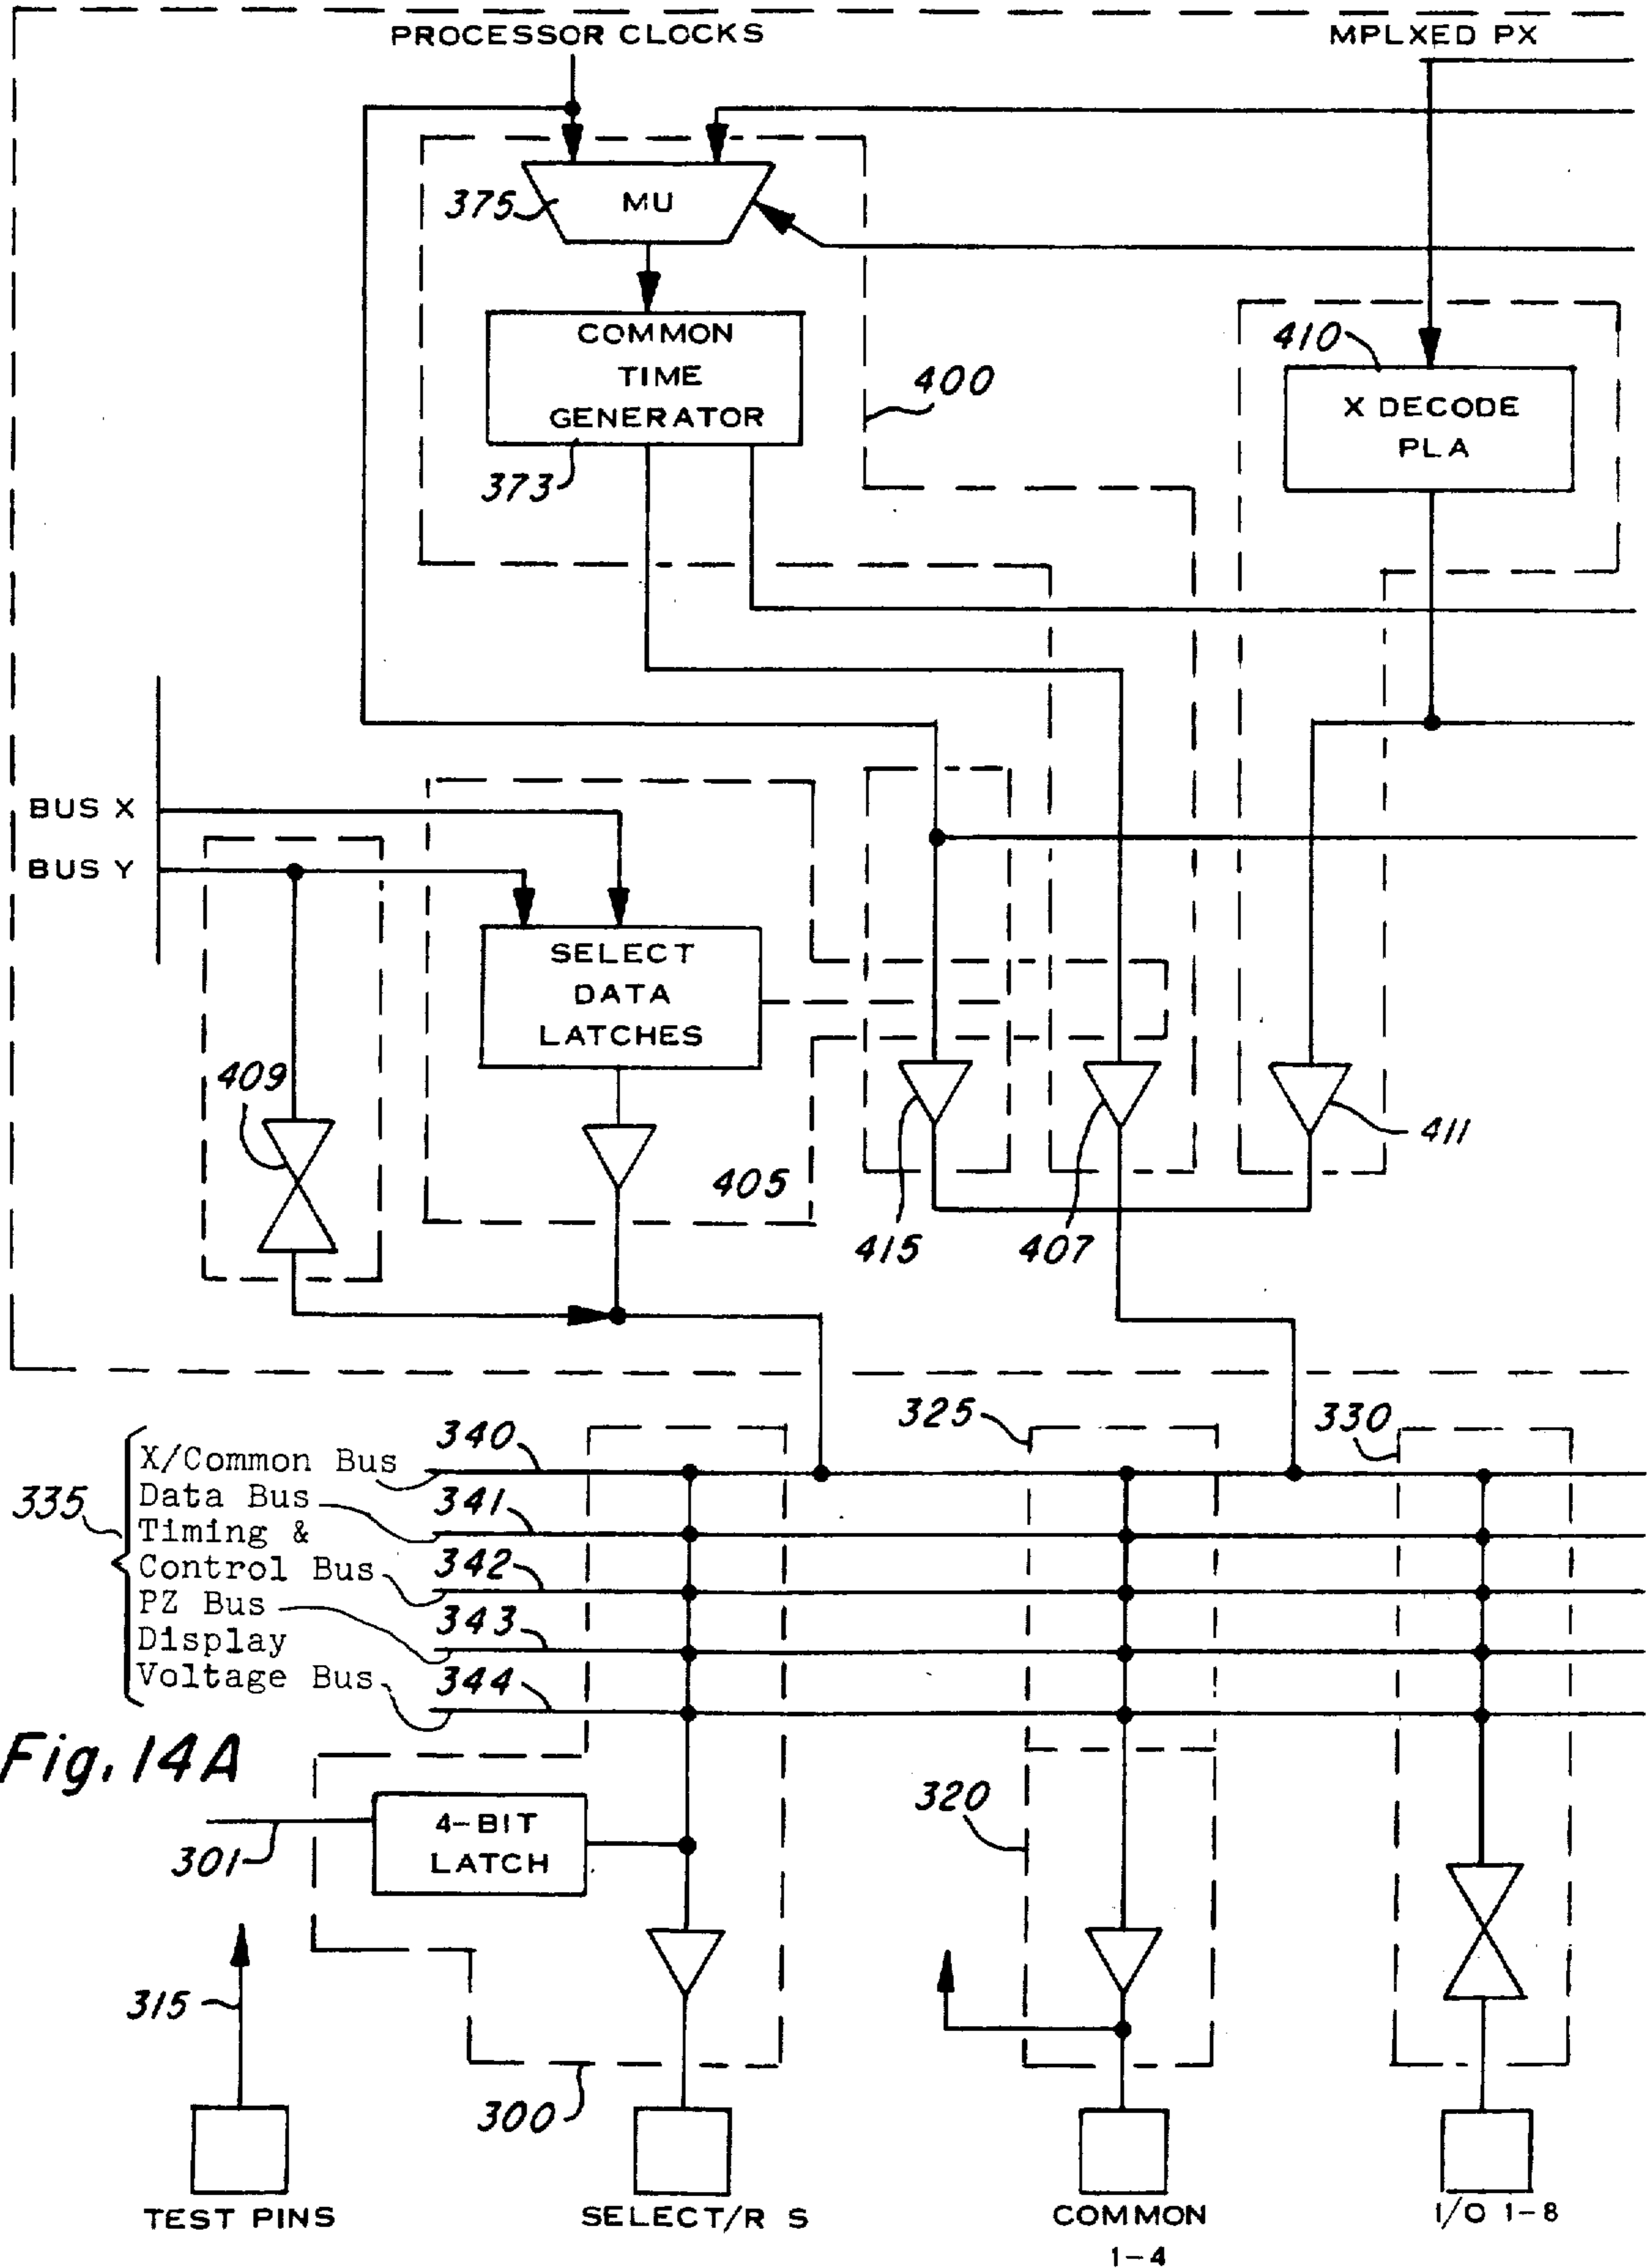 PROCESSOR CLOCKS
MPLXED PX
375
MU
COMMON
TIME
GENERATOR
373
400
410
X DECODE
PLA
BUS X
BUS Y
SELECT
DATA
LATCHES
409
405
415
407
411
335
X/Common Bus
Data Bus
Timing &
Control Bus
PZ Bus
Display
Voltage Bus
340
341
342
343
344
325
330
Fig. 14A
301
4-BIT
LATCH
320
315
300
TEST PINS
SELECT/R S
COMMON
1-4
I/O 1-8